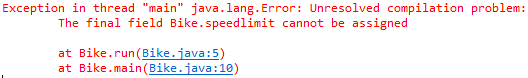 Exception in thread "main" java.lang.Error: Unresolved compilation problem:
The final field Bike.speedlimit cannot be assigned
at Bike.run(Bike.java:5)
at Bike.main(Bike.java:10)